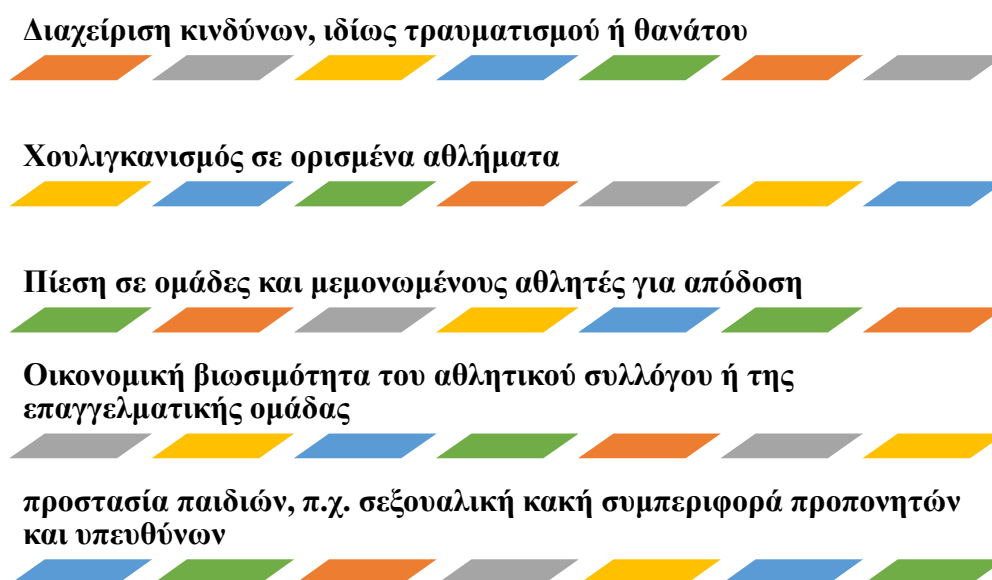 Διαχείριση κινδύνων, ιδίως τραυματισμού ή θανάτου
Χουλιγκανισμός σε ορισμένα αθλήματα
Πίεση σε ομάδες και μεμονωμένους αθλητές για απόδοση
Οικονομική βιωσιμότητα του αθλητικού συλλόγου ή της
επαγγελματικής ομάδας
προστασία παιδιών, π.χ. σεξουαλική κακή συμπεριφορά προπονητών
και υπευθύνων